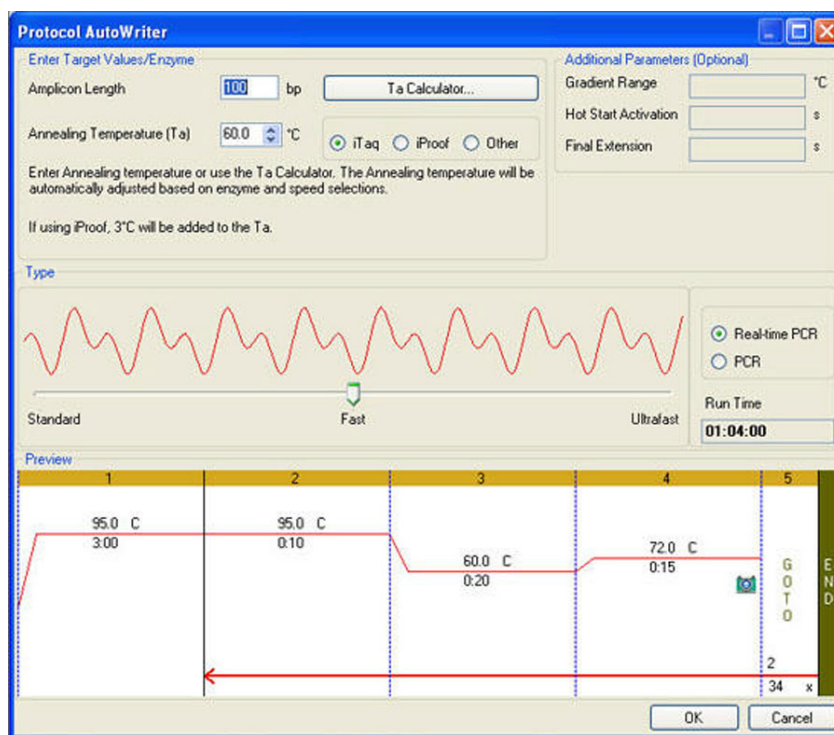 Protocol AutoWriter
Enter Target Values/Enzyme
Amplicon Length 100 bp Ta Calculator...
Annealing Temperature (Ta) 60.0 °C iTaq iProof Other
Enter Annealing temperature or use the Ta Calculator. The Annealing temperature will be
automatically adjusted based on enzyme and speed selections.
If using iProof, 3°C will be added to the Ta.
Additional Parameters (Optional)
Gradient Range °C
Hot Start Activation s
Final Extension s
Type
Standard Fast Ultrafast
Real-time PCR
PCR
Run Time
01:04:00
Preview
1 2 3 4 5
95.0 C
3:00
95.0 C
0:10
60.0 C
0:20
72.0 C
0:15
GOTO
2
34 x
END
OK Cancel